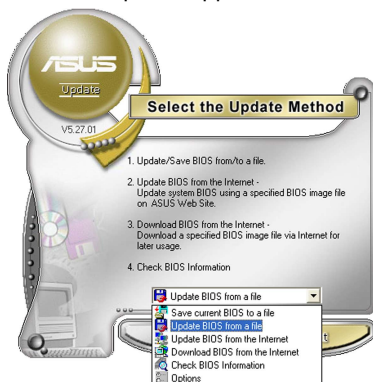 ASUS
Update
V5.27.01
Select the Update Method
1. Update/Save BIOS from/to a file.
2. Update BIOS from the Internet -
Update system BIOS using a specified BIOS image file
on ASUS Web Site.
3. Download BIOS from the Internet -
Download a specified BIOS image file via Internet for
later usage.
4. Check BIOS Information
Update BIOS from a file
Save current BIOS to a file
Update BIOS from a file
Update BIOS from the Internet
Download BIOS from the Internet
Check BIOS Information
Options